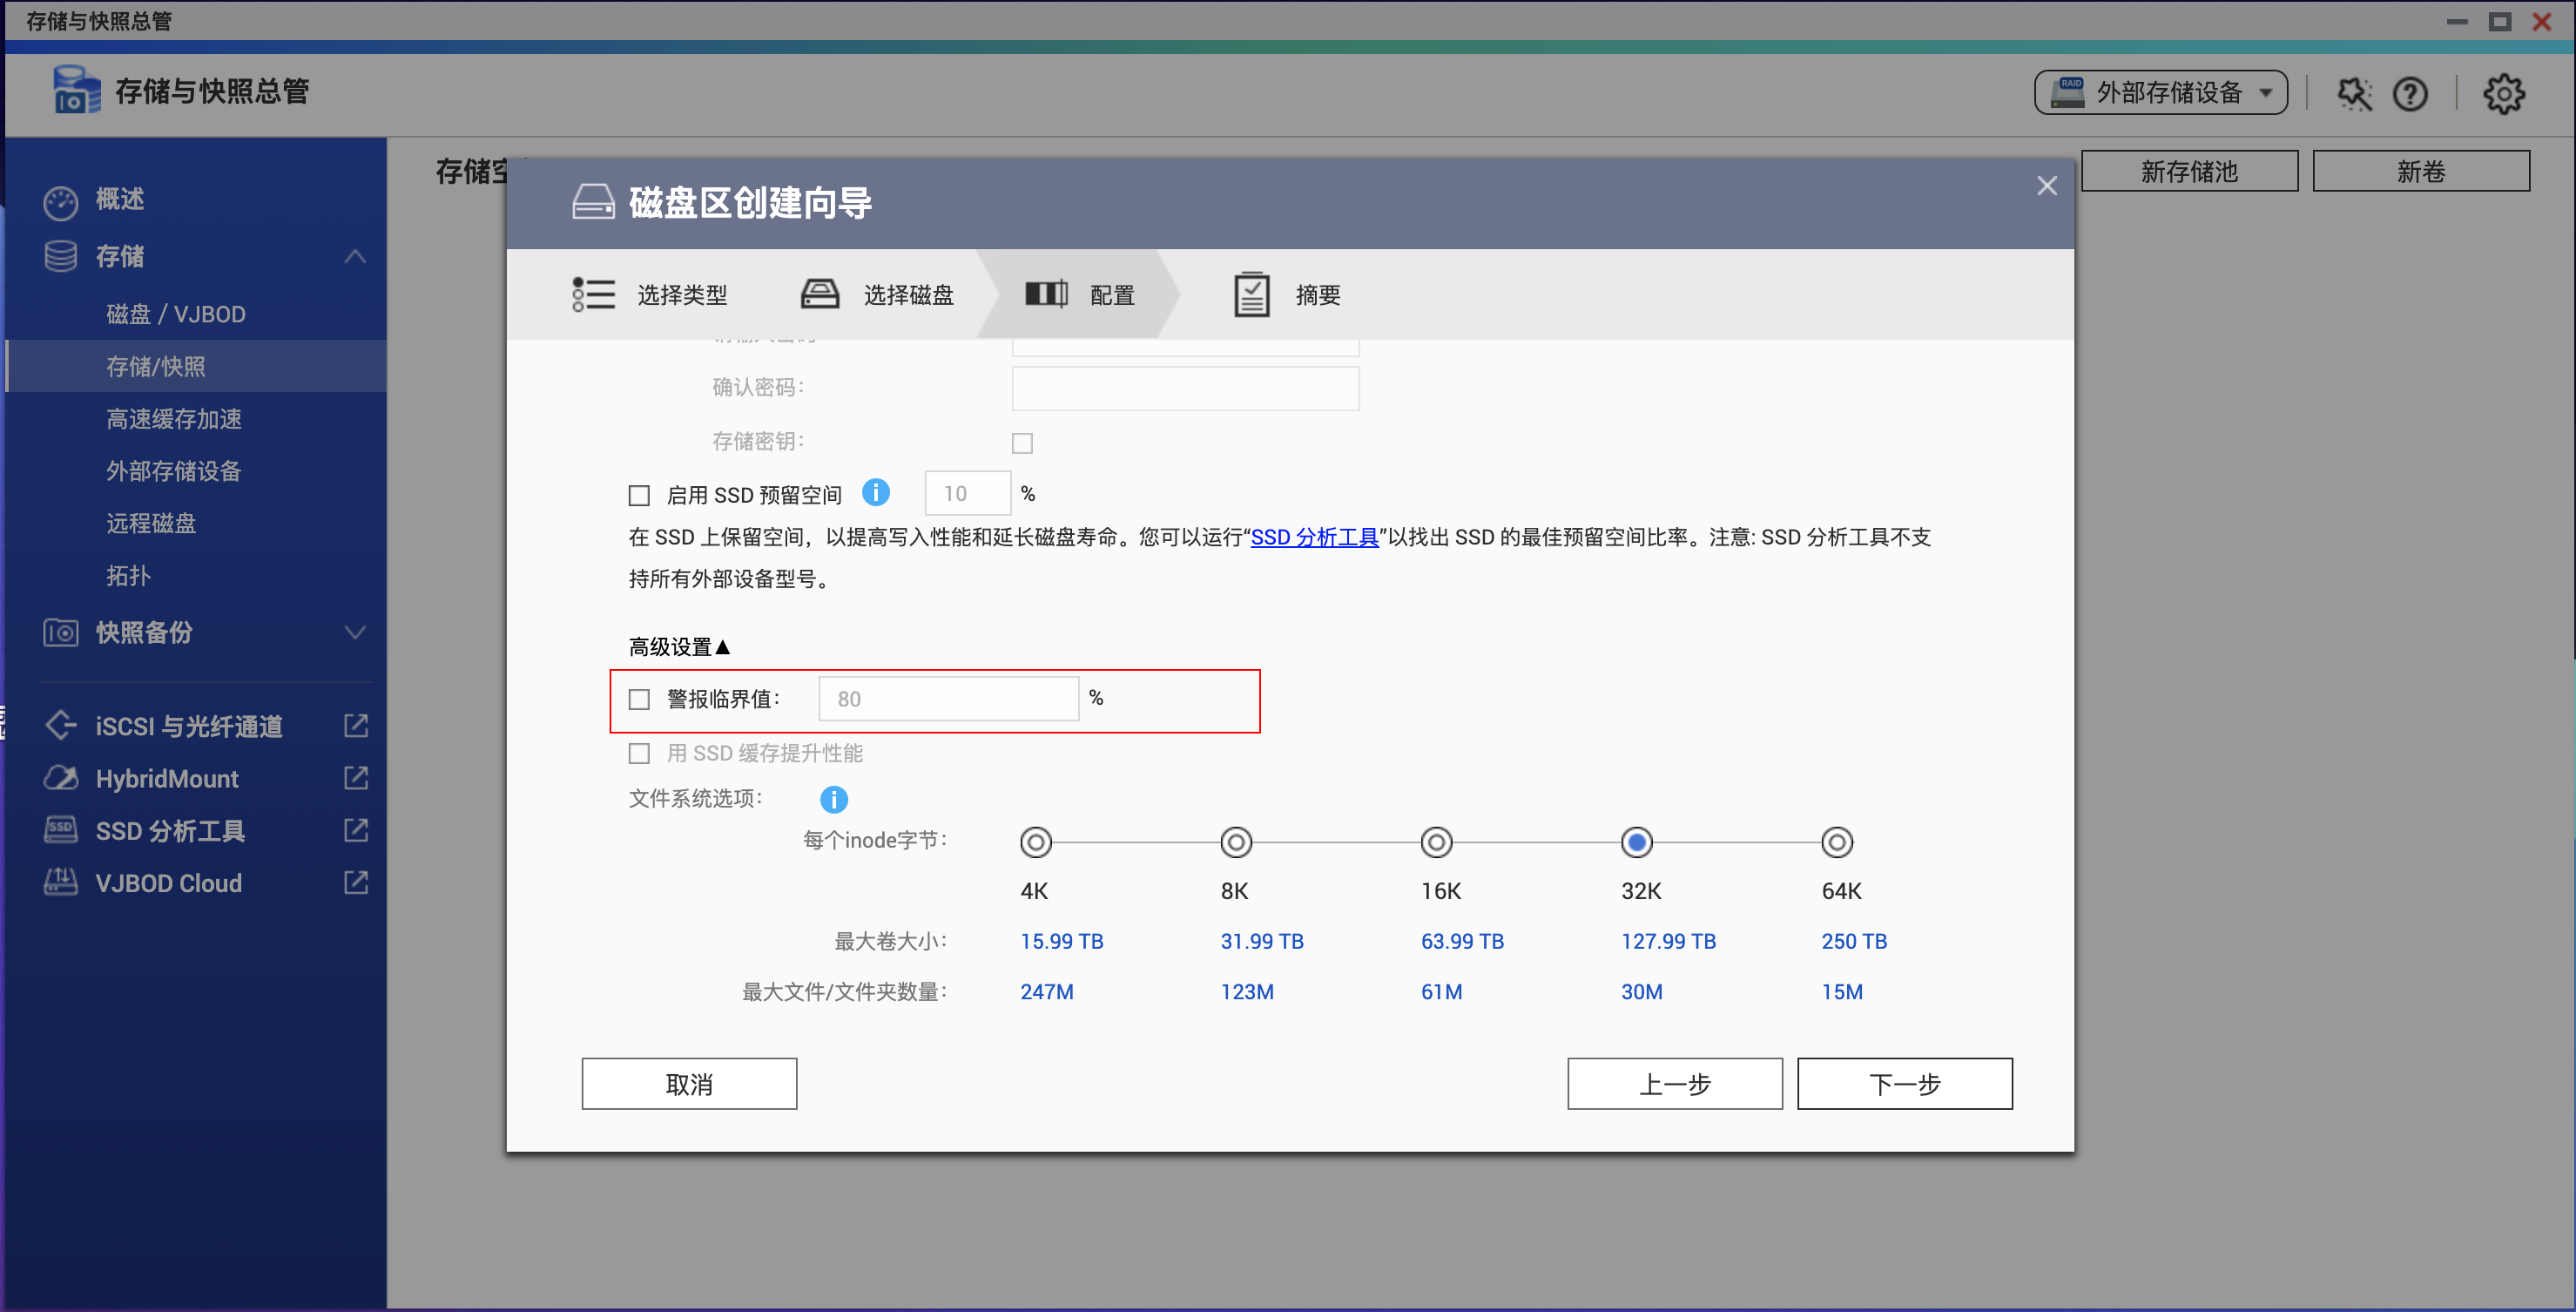 存储与快照总管
存储与快照总管
RAID
外部存储设备
概述
存储
磁盘 / VJBOD
存储/快照
高速缓存加速
外部存储设备
远程磁盘
拓扑
快照备份
iSCSI 与光纤通道
HybridMount
SSD
SSD 分析工具
VJBOD Cloud
存储空
新存储池
新卷
磁盘区创建向导
选择类型
选择磁盘
配置
摘要
确认密码:
存储密钥:
启用 SSD 预留空间
10 %
在 SSD 上保留空间，以提高写入性能和延长磁盘寿命。您可以运行“SSD 分析工具”以找出 SSD 的最佳预留空间比率。注意: SSD 分析工具不支
持所有外部设备型号。
高级设置▲
警报临界值: 80 %
用 SSD 缓存提升性能
文件系统选项:
每个inode字节:
4K 8K 16K 32K 64K
最大卷大小: 15.99 TB 31.99 TB 63.99 TB 127.99 TB 250 TB
最大文件/文件夹数量: 247M 123M 61M 30M 15M
取消
上一步
下一步